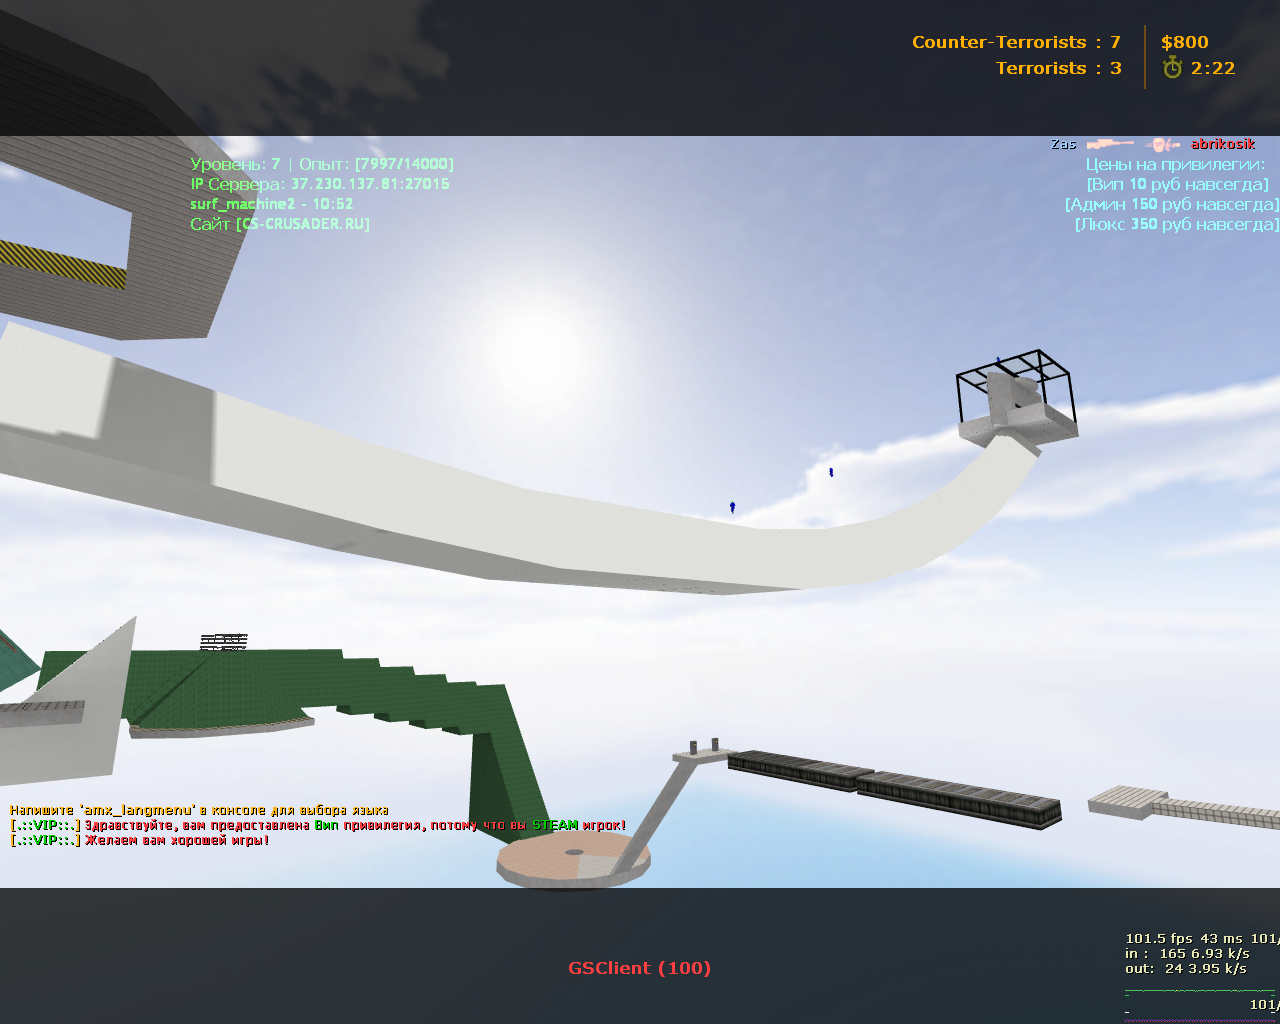 Counter-Terrorists : 7 $800
Terrorists : 3 2:22
Zas abrikosik
Уровень: 7 | Опыт: [7997/14000]
IP Сервера: 37.230.137.81:27015
surf_machine2 - 10:52
Сайт [CS-CRUSADER.RU]
Цены на привилегии:
[Вип 10 руб навсегда]
[Админ 150 руб навсегда]
[Люкс 350 руб навсегда]
Напишите 'amx_langmenu' в консоле для выбора языка
[.::VIP::.] Здравствуйте, вам предоставлена Вип привилегия, потому что вы STEAM игрок!
[.::VIP::.] Желаем вам хорошей игры!
GSClient (100)
101.5 fps 43 ms 101/
in : 165 6.93 k/s
out: 24 3.95 k/s
101/